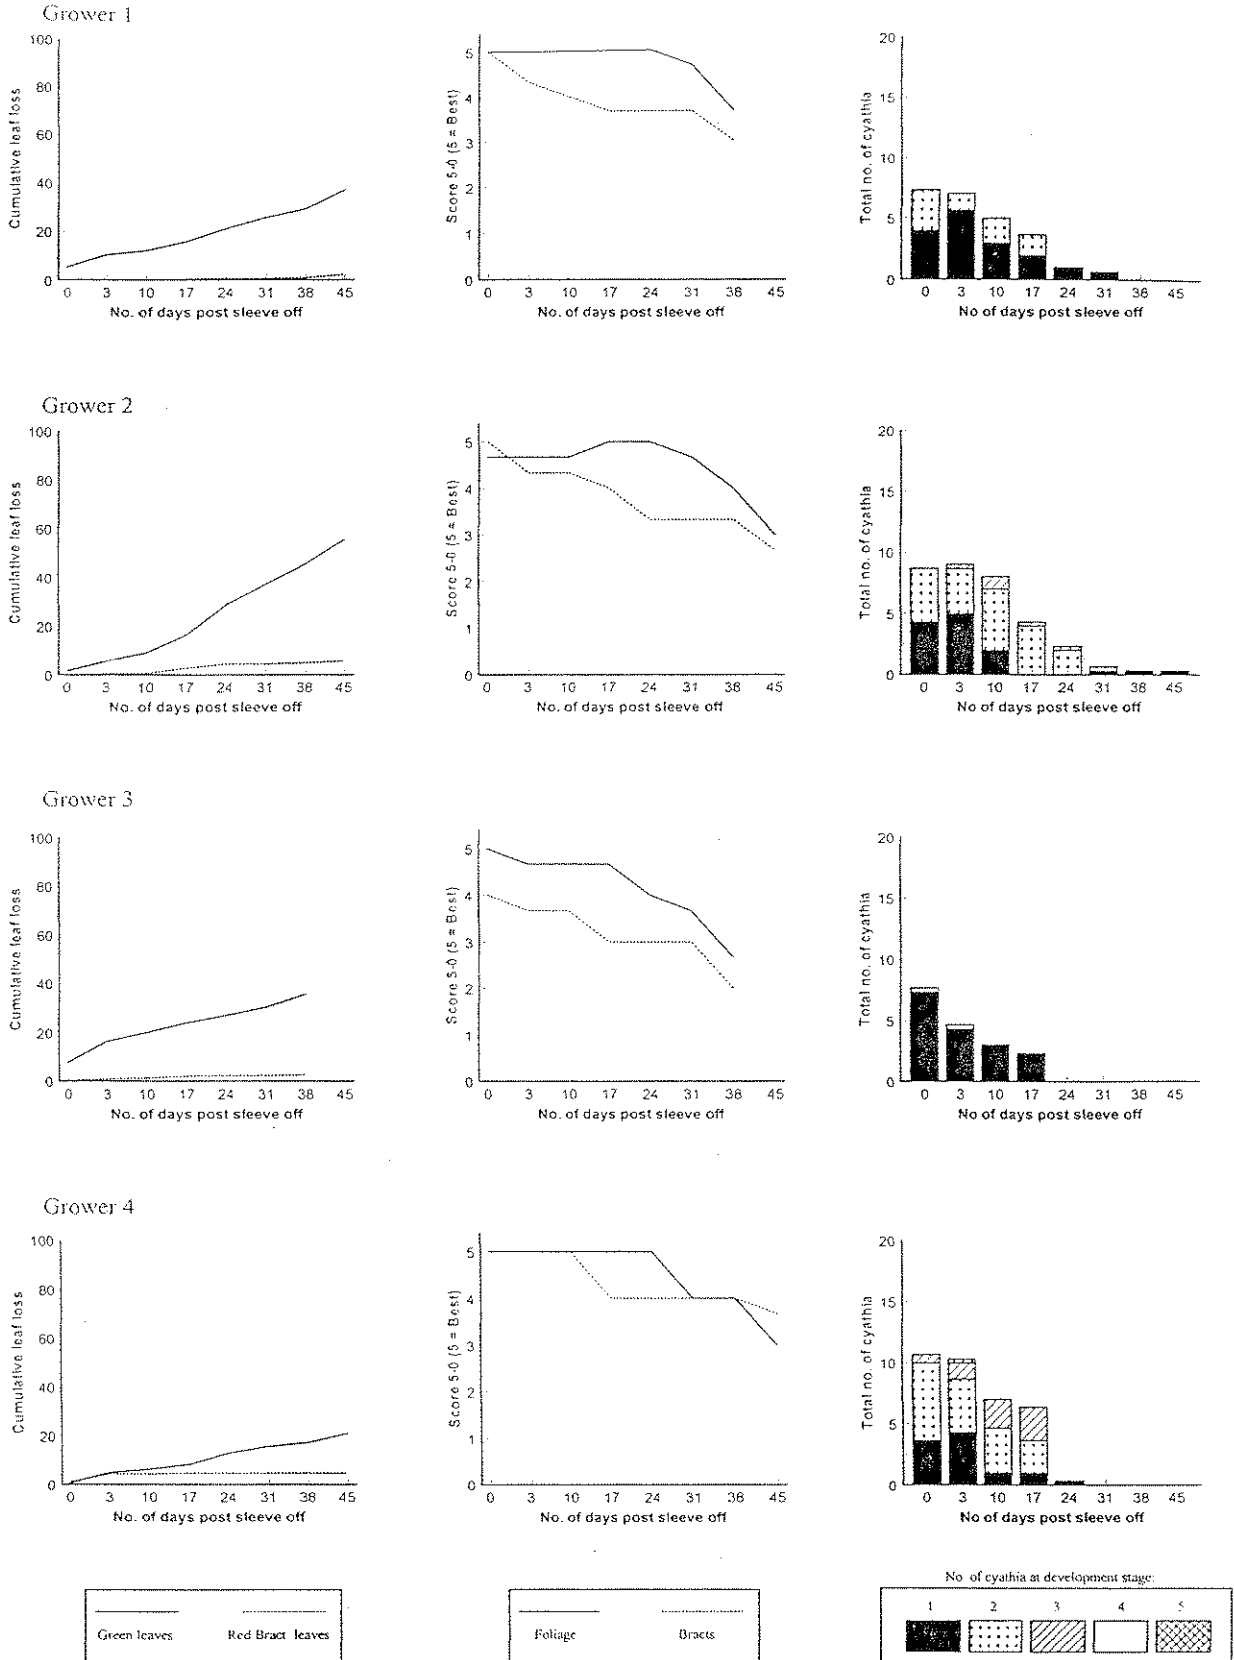 Grower 1
100
80
60
40
20
0
Cumulative leaf loss
0 3 10 17 24 31 38 45
No. of days post sleeve off
5
4
3
2
1
0
Score 5-0 (5 = Best)
0 3 10 17 24 31 38 45
No. of days post sleeve off
20
15
10
5
0
Total no. of cyathia
0 3 10 17 24 31 38 45
No of days post sleeve off
Grower 2
100
80
60
40
20
0
Cumulative leaf loss
0 3 10 17 24 31 38 45
No. of days post sleeve off
5
4
3
2
1
0
Score 5-0 (5 = Best)
0 3 10 17 24 31 38 45
No. of days post sleeve off
20
15
10
5
0
Total no. of cyathia
0 3 10 17 24 31 38 45
No of days post sleeve off
Grower 3
100
80
60
40
20
0
Cumulative leaf loss
0 3 10 17 24 31 38 45
No. of days post sleeve off
5
4
3
2
1
0
Score 5-0 (5 = Best)
0 3 10 17 24 31 38 45
No. of days post sleeve off
20
15
10
5
0
Total no. of cyathia
0 3 10 17 24 31 38 45
No of days post sleeve off
Grower 4
100
80
60
40
20
0
Cumulative leaf loss
0 3 10 17 24 31 38 45
No. of days post sleeve off
5
4
3
2
1
0
Score 5-0 (5 = Best)
0 3 10 17 24 31 38 45
No. of days post sleeve off
20
15
10
5
0
Total no. of cyathia
0 3 10 17 24 31 38 45
No of days post sleeve off
Green leaves Red Bract leaves
Foliage Bracts
No of cyathia at development stage:
1 2 3 4 5